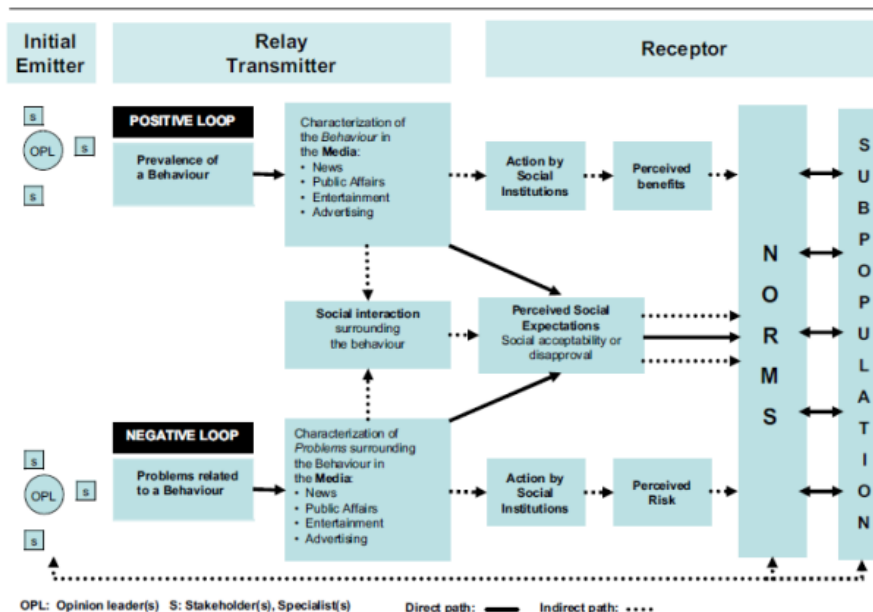 Initial
Emitter
Relay
Transmitter
Receptor
S
OPL
S
S
POSITIVE LOOP
Prevalence of
a Behaviour
Characterization of
the Behaviour in
the Media:
• News
• Public Affairs
• Entertainment
• Advertising
Action by
Social
Institutions
Perceived
benefits
Social interaction
surrounding
the behaviour
Perceived Social
Expectations
Social acceptability or
disapproval
NORMS
SUBPOPULATION
S
OPL
S
S
NEGATIVE LOOP
Problems related
to a Behaviour
Characterization of
Problems surrounding
the Behaviour in
the Media:
• News
• Public Affairs
• Entertainment
• Advertising
Action by
Social
Institutions
Perceived
Risk
OPL: Opinion leader(s) S: Stakeholder(s), Specialist(s) Direct path: Indirect path: